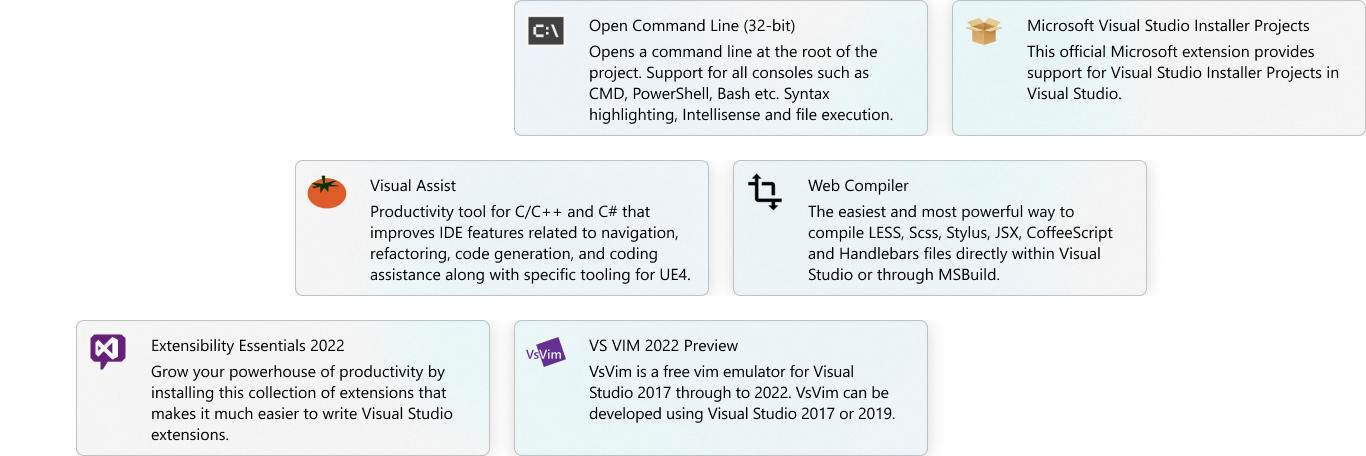 C:\
Open Command Line (32-bit)
Opens a command line at the root of the
project. Support for all consoles such as
CMD, PowerShell, Bash etc. Syntax
highlighting, Intellisense and file execution.
Microsoft Visual Studio Installer Projects
This official Microsoft extension provides
support for Visual Studio Installer Projects in
Visual Studio.
Visual Assist
Productivity tool for C/C++ and C# that
improves IDE features related to navigation,
refactoring, code generation, and coding
assistance along with specific tooling for UE4.
Web Compiler
The easiest and most powerful way to
compile LESS, Scss, Stylus, JSX, CoffeeScript
and Handlebars files directly within Visual
Studio or through MSBuild.
Extensibility Essentials 2022
Grow your powerhouse of productivity by
installing this collection of extensions that
makes it much easier to write Visual Studio
extensions.
VsVim
VS VIM 2022 Preview
VsVim is a free vim emulator for Visual
Studio 2017 through to 2022. VsVim can be
developed using Visual Studio 2017 or 2019.